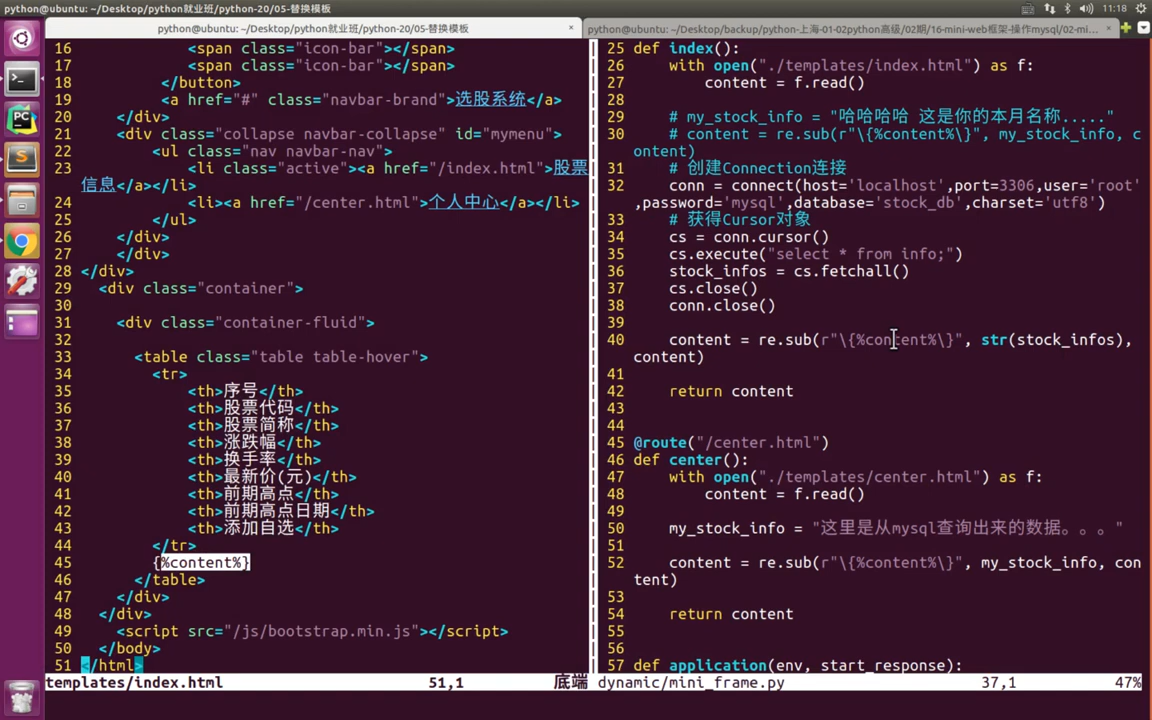 python@ubuntu: ~/Desktop/python就业班/python-20/05-替换模板
11:18
python@ubuntu: ~/Desktop/python就业班/python-20/05-替换模板 ×
python@ubuntu: ~/Desktop/backup/python-上海-01-02python高级/02期/16-mini-web框架-操作mysql/02-mi... ×
16 <span class="icon-bar"></span>
17 <span class="icon-bar"></span>
18 </button>
19 <a href="#" class="navbar-brand">选股系统</a>
20 </div>
21 <div class="collapse navbar-collapse" id="mymenu">
22 <ul class="nav navbar-nav">
23 <li class="active"><a href="/index.html">股票
信息</a></li>
24 <li><a href="/center.html">个人中心</a></li>
25 </ul>
26 </div>
27 </div>
28 </div>
29 <div class="container">
30
31 <div class="container-fluid">
32
33 <table class="table table-hover">
34 <tr>
35 <th>序号</th>
36 <th>股票代码</th>
37 <th>股票简称</th>
38 <th>涨跌幅</th>
39 <th>换手率</th>
40 <th>最新价(元)</th>
41 <th>前期高点</th>
42 <th>前期高点日期</th>
43 <th>添加自选</th>
44 </tr>
45 {%content%}
46 </table>
47 </div>
48 </div>
49 <script src="/js/bootstrap.min.js"></script>
50 </body>
51 </html>
templates/index.html 51,1 底端
25 def index():
26 with open("./templates/index.html") as f:
27 content = f.read()
28
29 # my_stock_info = "哈哈哈哈 这是你的本月名称....."
30 # content = re.sub(r"\{%content%\}", my_stock_info, c
ontent)
31 # 创建Connection连接
32 conn = connect(host='localhost',port=3306,user='root'
,password='mysql',database='stock_db',charset='utf8')
33 # 获得Cursor对象
34 cs = conn.cursor()
35 cs.execute("select * from info;")
36 stock_infos = cs.fetchall()
37 cs.close()
38 conn.close()
39
40 content = re.sub(r"\{%content%\}", str(stock_infos),
content)
41
42 return content
43
44
45 @route("/center.html")
46 def center():
47 with open("./templates/center.html") as f:
48 content = f.read()
49
50 my_stock_info = "这里是从mysql查询出来的数据。。。"
51
52 content = re.sub(r"\{%content%\}", my_stock_info, con
tent)
53
54 return content
55
56
57 def application(env, start_response):
dynamic/mini_frame.py 37,1 47%